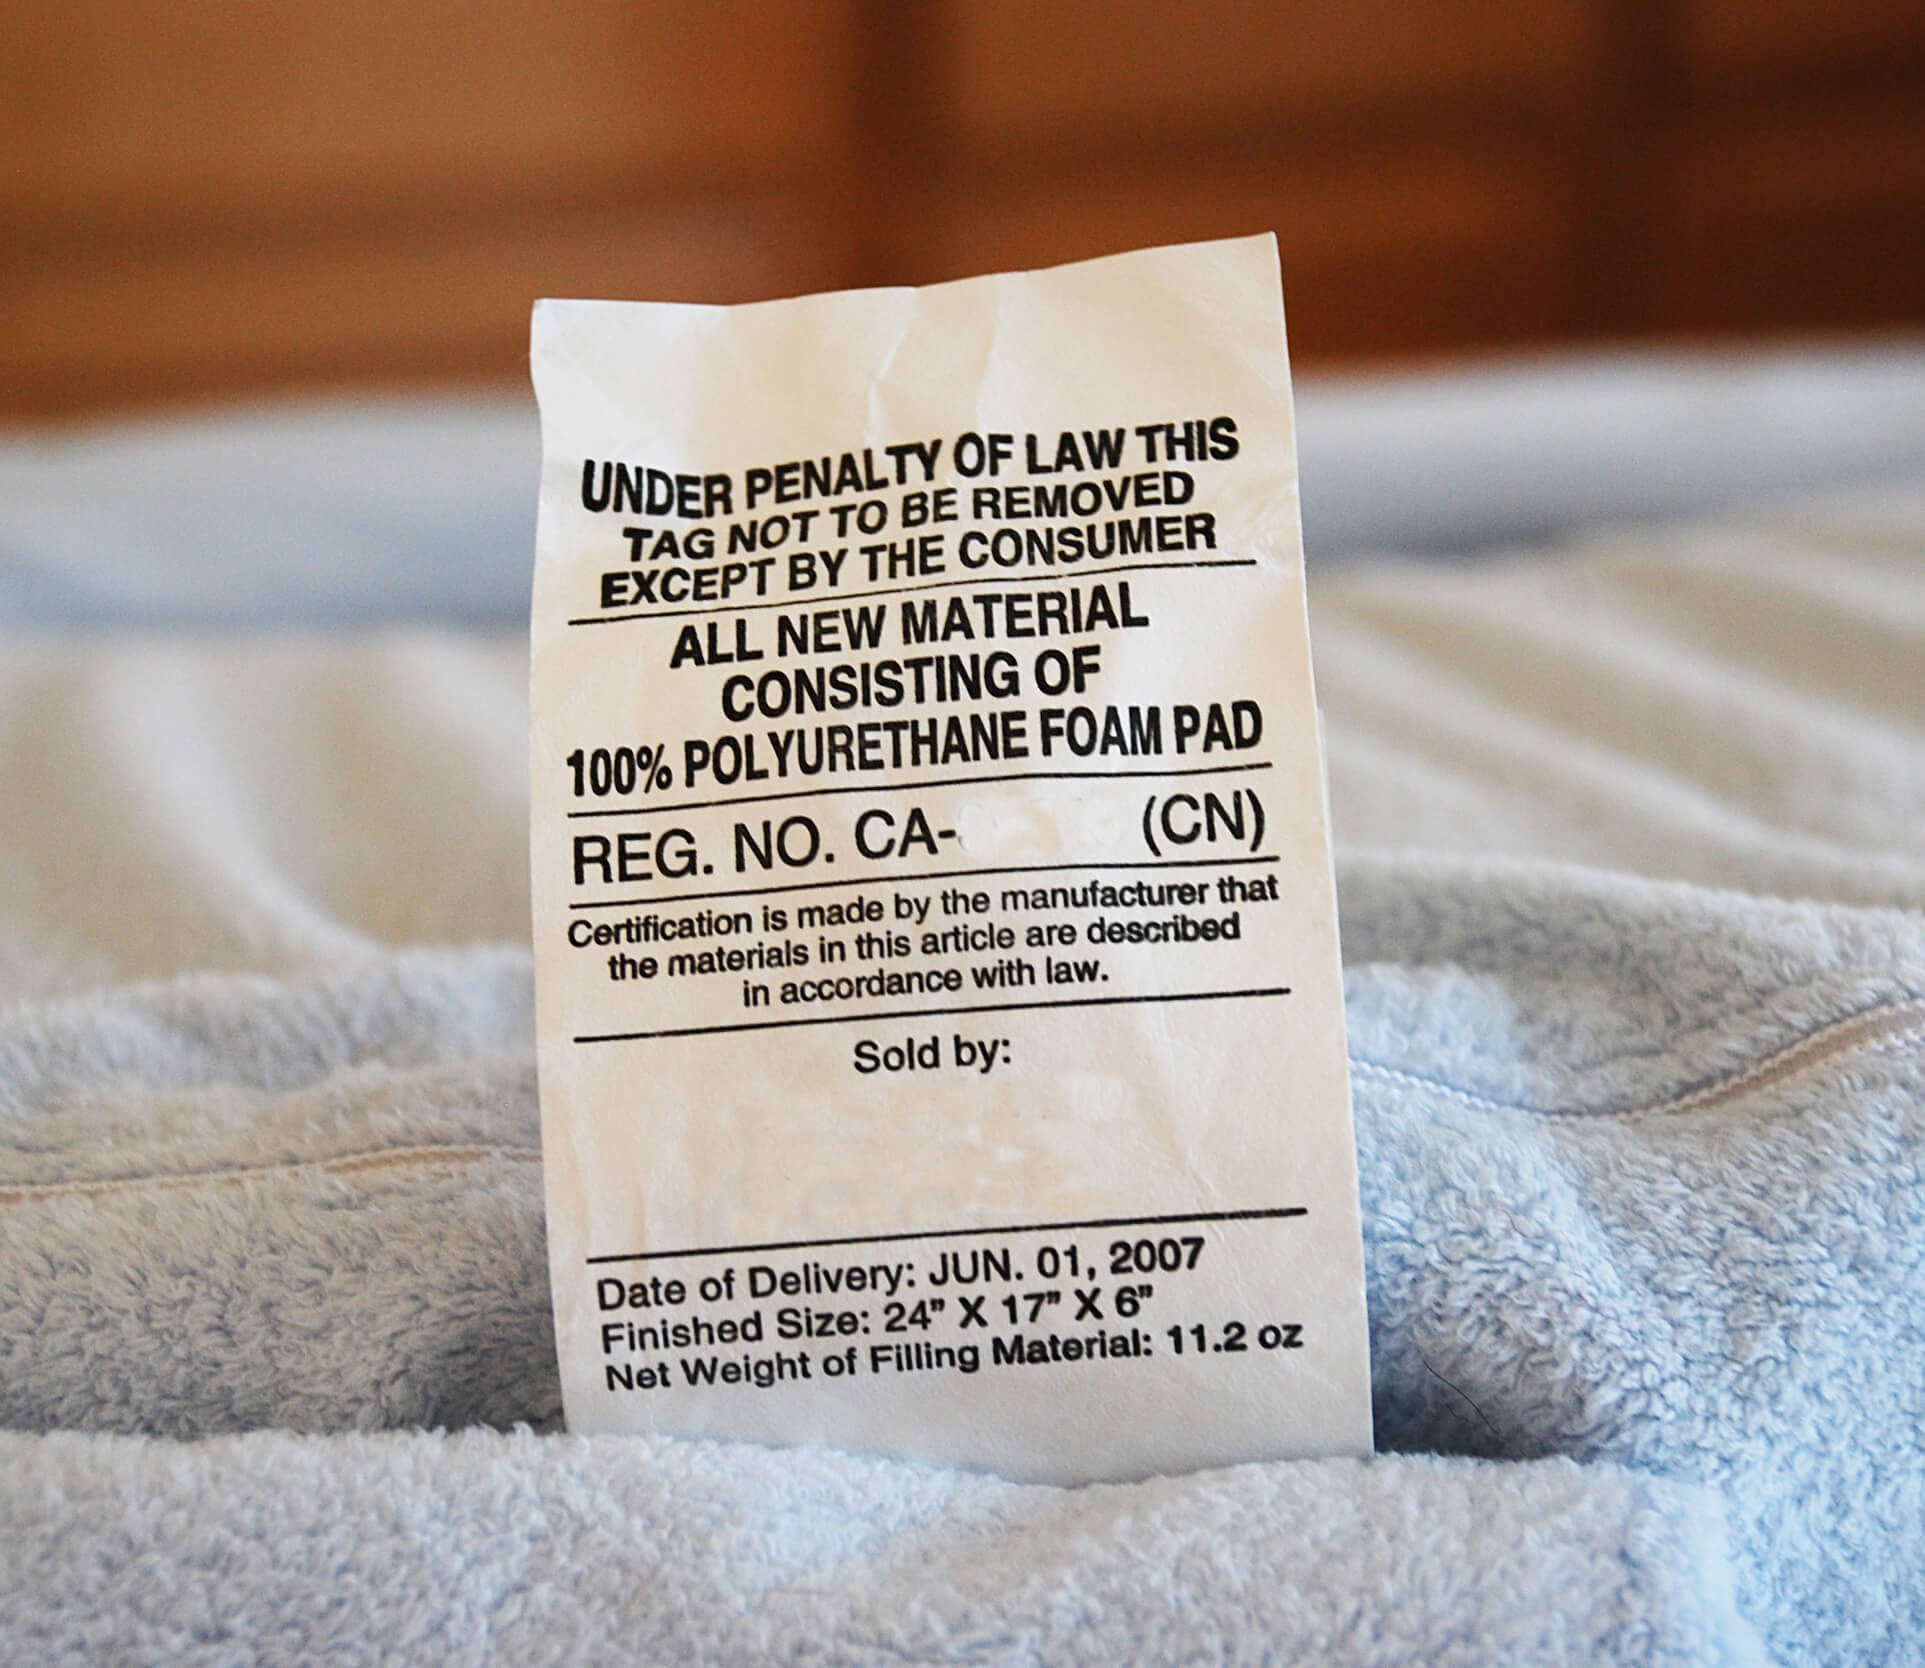 UNDER PENALTY OF LAW THIS
TAG NOT TO BE REMOVED
EXCEPT BY THE CONSUMER
ALL NEW MATERIAL
CONSISTING OF
100% POLYURETHANE FOAM PAD
REG. NO. CA- (CN)
Certification is made by the manufacturer that
the materials in this article are described
in accordance with law.
Sold by:
Date of Delivery: JUN. 01, 2007
Finished Size: 24” X 17” X 6”
Net Weight of Filling Material: 11.2 oz